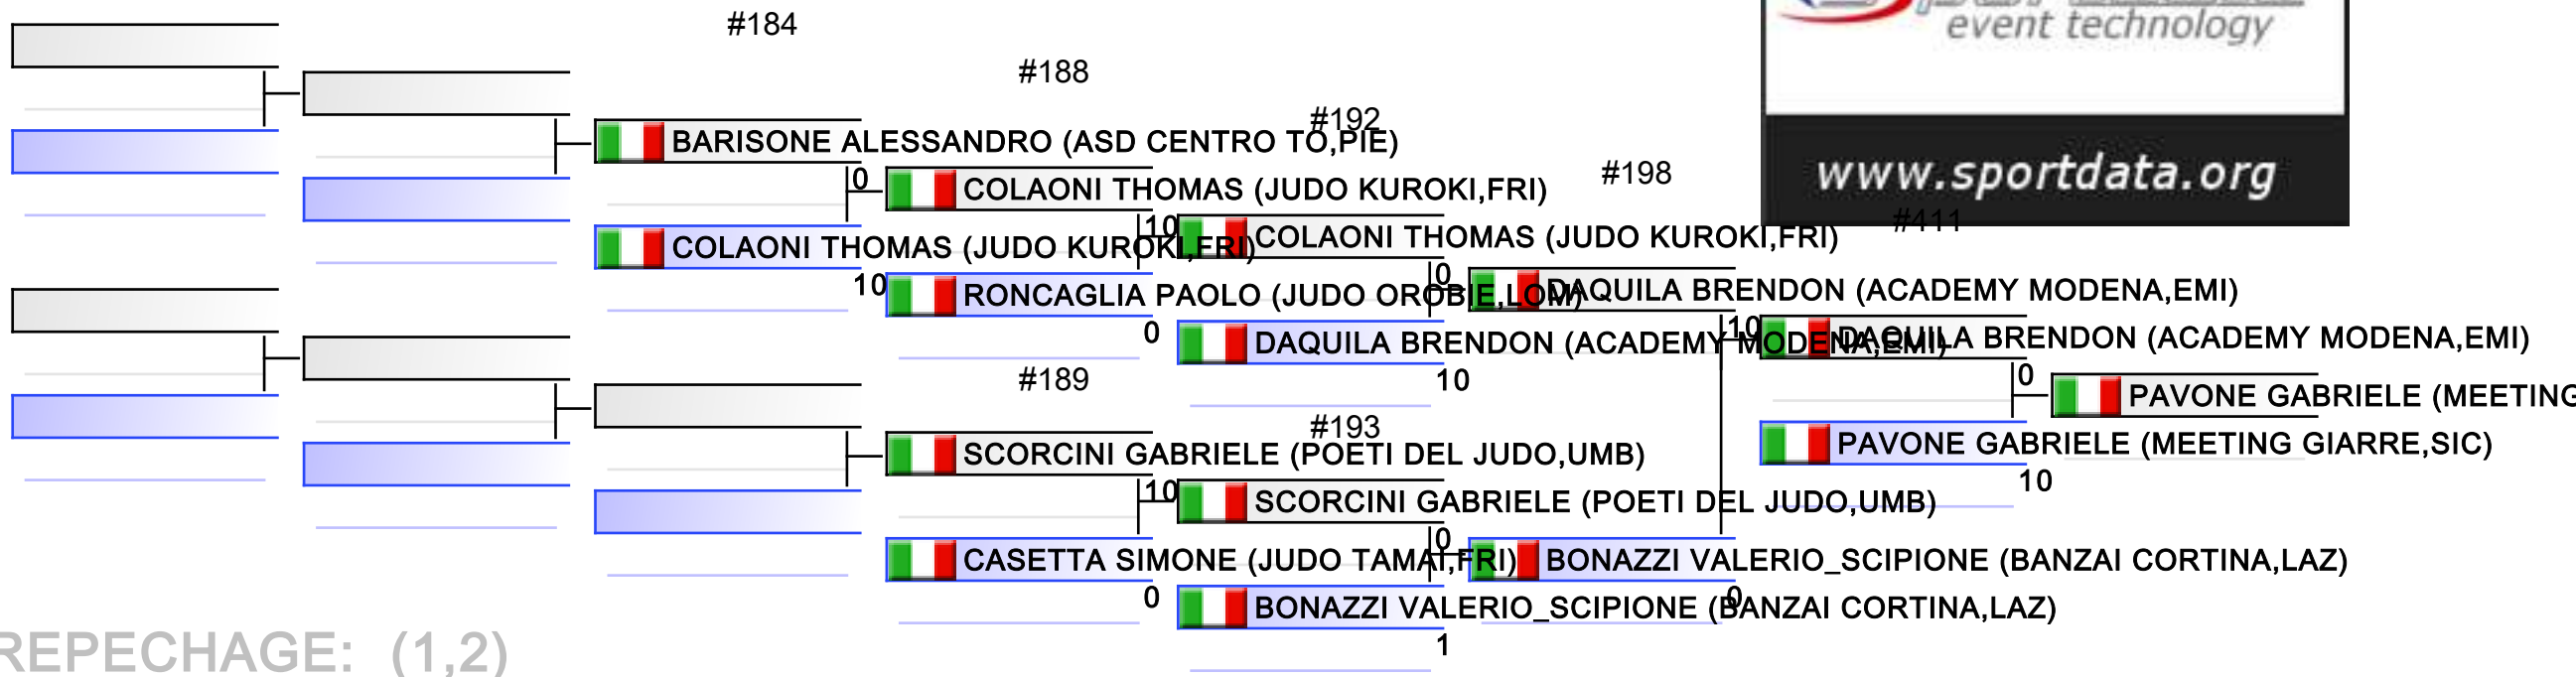 #184
event technology
#188
#192
BARISONE ALESSANDRO (ASD CENTRO TO,PIE)
www.sportdata.org
#198
0
COLAONI THOMAS (JUDO KUROKI,FRI)
#411
10
COLAONI THOMAS (JUDO KUROKI,FRI)
COLAONI THOMAS (JUDO KUROKI,FRI)
10
0
RONCAGLIA PAOLO (JUDO OROBIE,LOM)
DAQUILA BRENDON (ACADEMY MODENA,EMI)
0
10
DAQUILA BRENDON (ACADEMY MODENA,EMI)
DAQUILA BRENDON (ACADEMY MODENA,EMI)
#189
10
0
PAVONE GABRIELE (MEETING
#193
PAVONE GABRIELE (MEETING GIARRE,SIC)
SCORCINI GABRIELE (POETI DEL JUDO,UMB)
10
10
SCORCINI GABRIELE (POETI DEL JUDO,UMB)
0
CASETTA SIMONE (JUDO TAMAI,FRI)
BONAZZI VALERIO_SCIPIONE (BANZAI CORTINA,LAZ)
0
0
BONAZZI VALERIO_SCIPIONE (BANZAI CORTINA,LAZ)
1
REPECHAGE: (1,2)